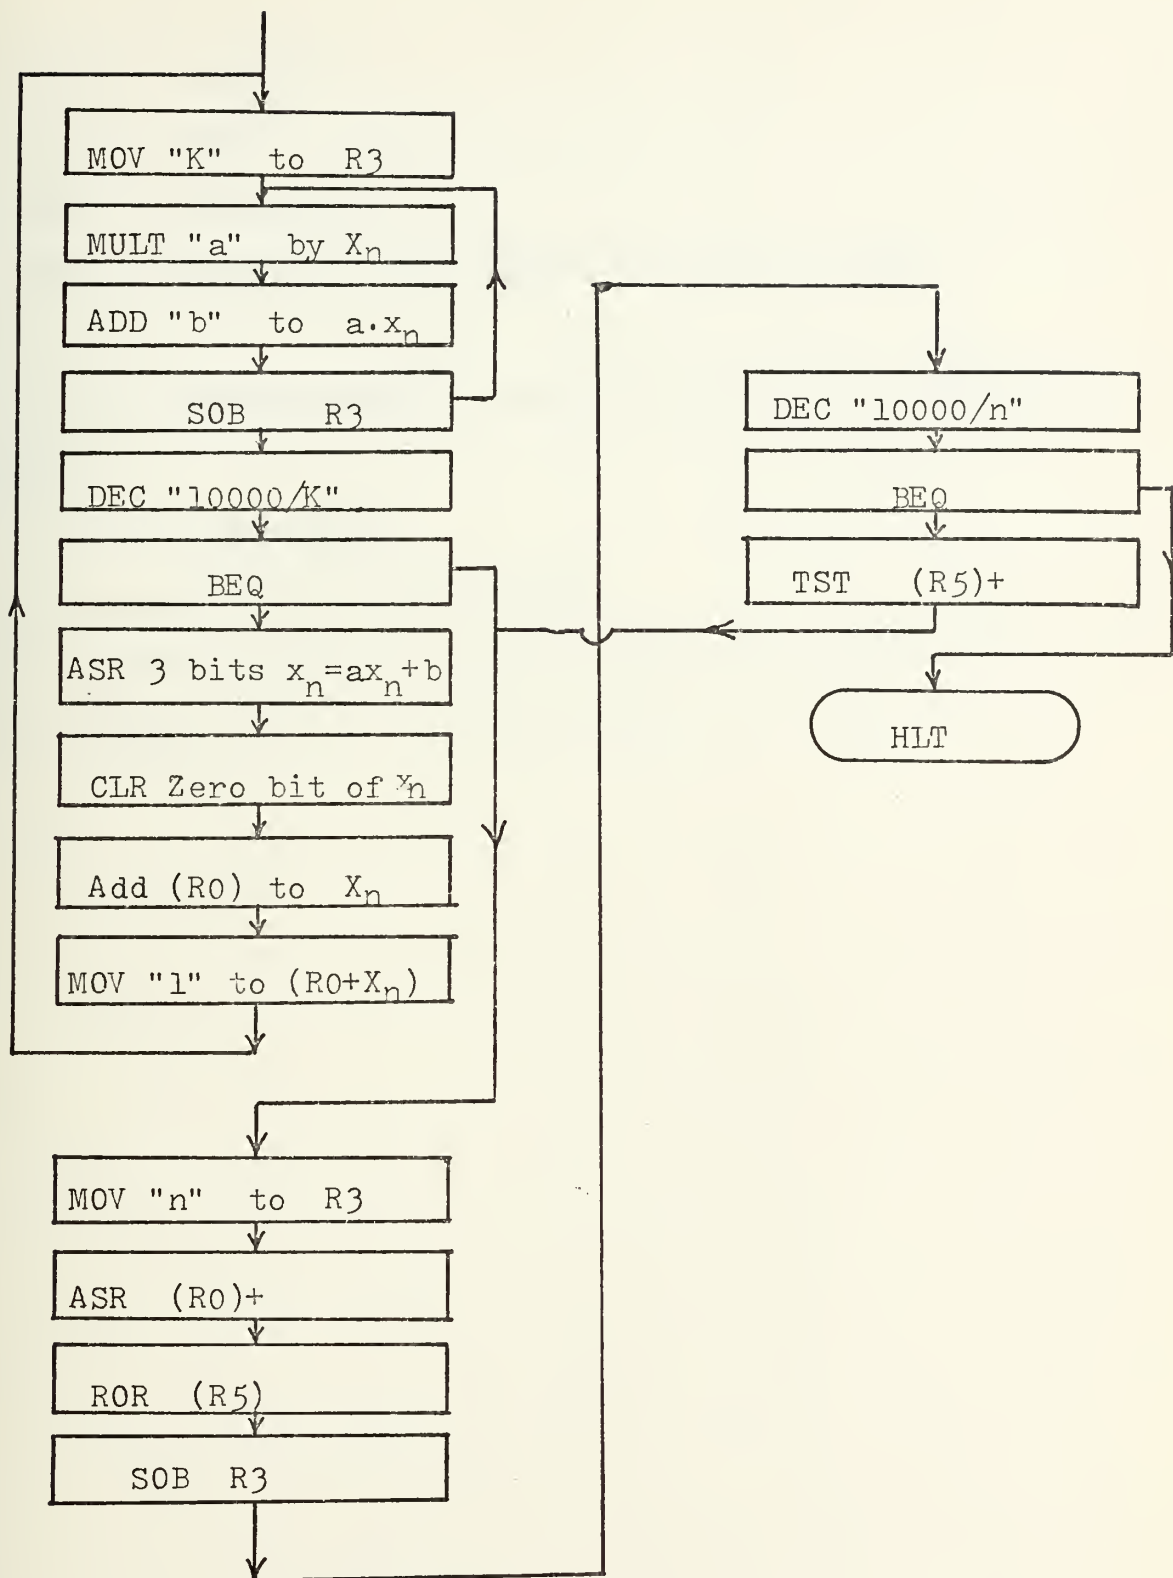 MOV "K" to R3
MULT "a" by Xn
ADD "b" to a.xn
SOB R3
DEC "10000/K"
BEQ
ASR 3 bits xn=axn+b
CLR Zero bit of xn
Add (R0) to Xn
MOV "1" to (R0+Xn)
MOV "n" to R3
ASR (R0)+
ROR (R5)
SOB R3
DEC "10000/n"
BEQ
TST (R5)+
HLT